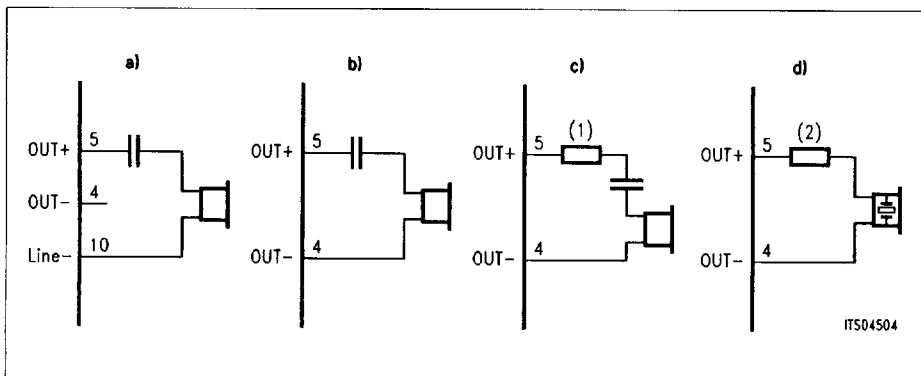 a)
OUT+ 5
OUT- 4
Line- 10
b)
OUT+ 5
OUT- 4
c)
OUT+ 5 (1)
OUT- 4
d)
OUT+ 5 (2)
OUT- 4
ITS04504